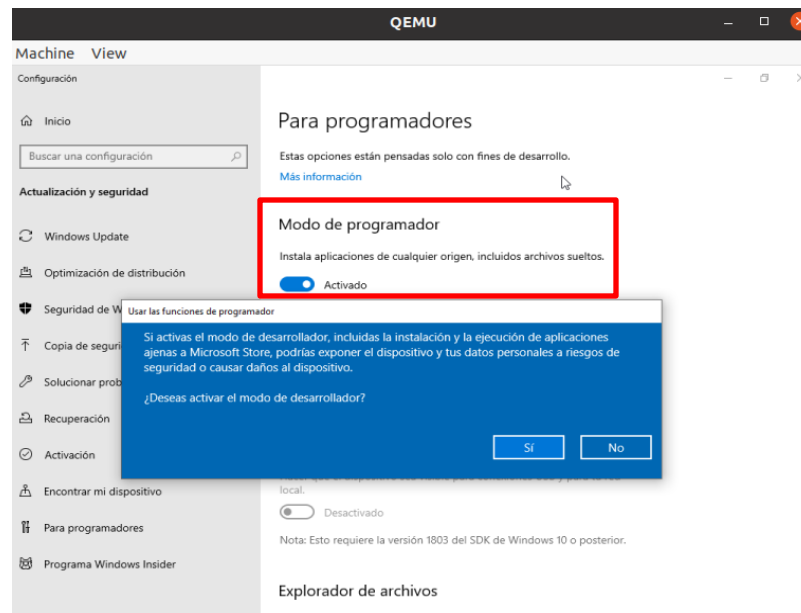 QEMU
Machine View
Configuración
Inicio
Buscar una configuración
Actualización y seguridad
Windows Update
Optimización de distribución
Seguridad de W
Copia de seguri
Solucionar prob
Recuperación
Activación
Encontrar mi dispositivo
Para programadores
Programa Windows Insider
Para programadores
Estas opciones están pensadas solo con fines de desarrollo.
Más información
Modo de programador
Instala aplicaciones de cualquier origen, incluidos archivos sueltos.
Activado
Usar las funciones de programador
Si activas el modo de desarrollador, incluidas la instalación y la ejecución de aplicaciones
ajenas a Microsoft Store, podrías exponer el dispositivo y tus datos personales a riesgos de
seguridad o causar daños al dispositivo.
¿Deseas activar el modo de desarrollador?
Sí
No
local.
Desactivado
Nota: Esto requiere la versión 1803 del SDK de Windows 10 o posterior.
Explorador de archivos